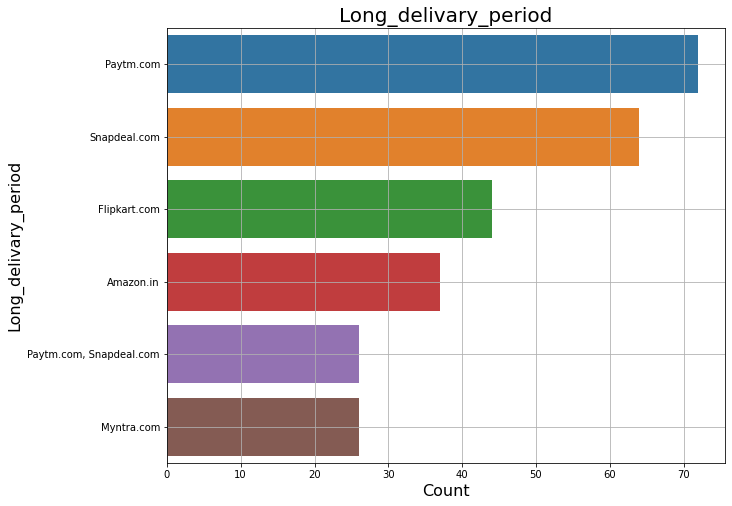 Long_delivary_period
Long_delivary_period
Paytm.com
Snapdeal.com
Flipkart.com
Amazon.in
Paytm.com, Snapdeal.com
Myntra.com
0 10 20 30 40 50 60 70
Count